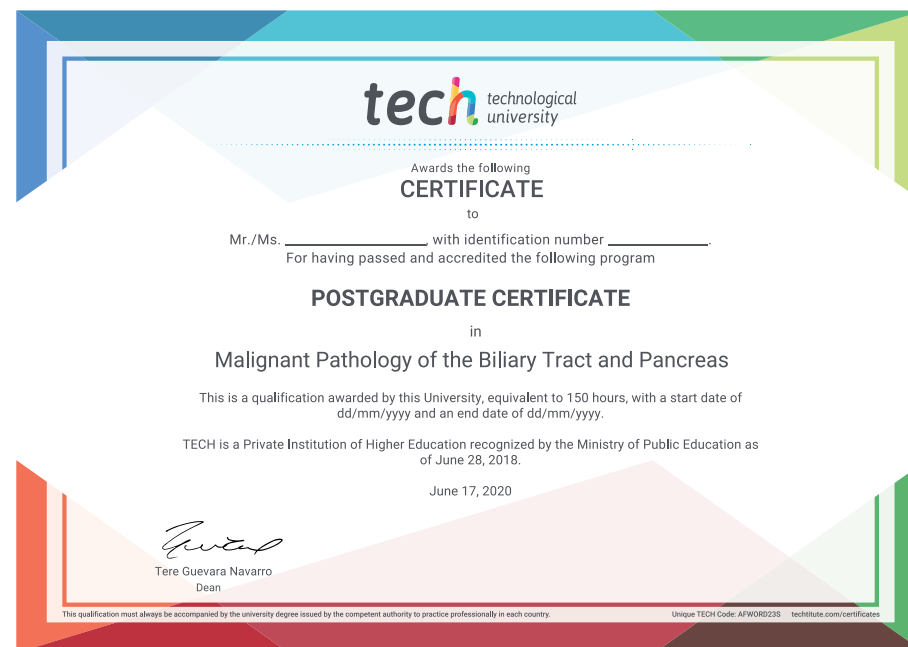 tech technological
university
Awards the following
CERTIFICATE
to
Mr./Ms. ____________________, with identification number ______________.
For having passed and accredited the following program
POSTGRADUATE CERTIFICATE
in
Malignant Pathology of the Biliary Tract and Pancreas
This is a qualification awarded by this University, equivalent to 150 hours, with a start date of
dd/mm/yyyy and an end date of dd/mm/yyyy.
TECH is a Private Institution of Higher Education recognized by the Ministry of Public Education as
of June 28, 2018.
June 17, 2020
Tere Guevara Navarro
Dean
This qualification must always be accompanied by the university degree issued by the competent authority to practice professionally in each country. Unique TECH Code: AFWORD23S techtitute.com/certificates